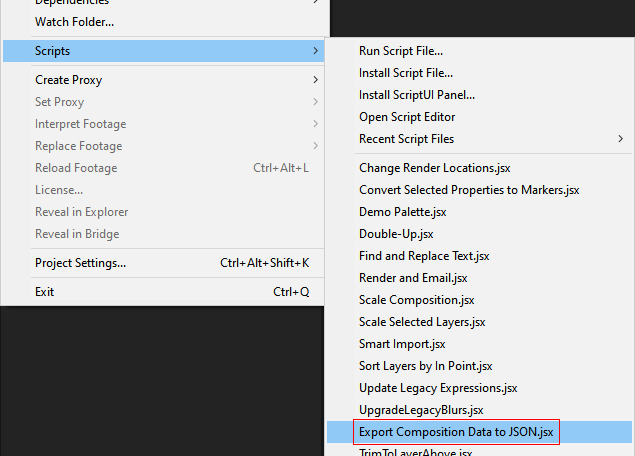 Dependencies
Watch Folder...
Scripts
Create Proxy
Set Proxy
Interpret Footage
Replace Footage
Reload Footage Ctrl+Alt+L
License...
Reveal in Explorer
Reveal in Bridge
Project Settings... Ctrl+Alt+Shift+K
Exit Ctrl+Q
Run Script File...
Install Script File...
Install ScriptUI Panel...
Open Script Editor
Recent Script Files
Change Render Locations.jsx
Convert Selected Properties to Markers.jsx
Demo Palette.jsx
Double-Up.jsx
Find and Replace Text.jsx
Render and Email.jsx
Scale Composition.jsx
Scale Selected Layers.jsx
Smart Import.jsx
Sort Layers by In Point.jsx
Update Legacy Expressions.jsx
UpgradeLegacyBlurs.jsx
Export Composition Data to JSON.jsx
TrimToLayerAbove.jsx